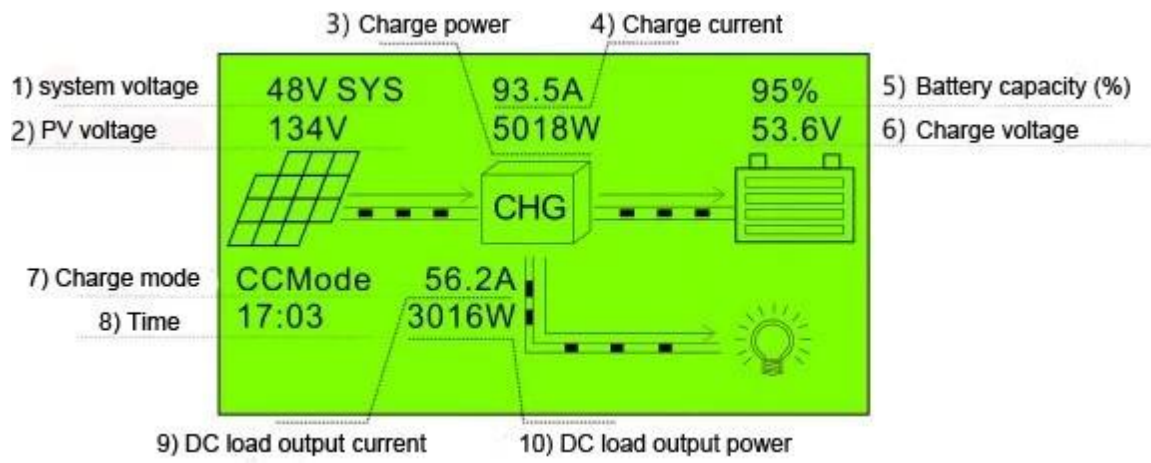 3) Charge power
4) Charge current
1) system voltage
48V SYS
93.5A
95%
5) Battery capacity (%)
2) PV voltage
134V
5018W
53.6V
6) Charge voltage
CHG
7) Charge mode
CCMode
56.2A
8) Time
17:03
3016W
9) DC load output current
10) DC load output power